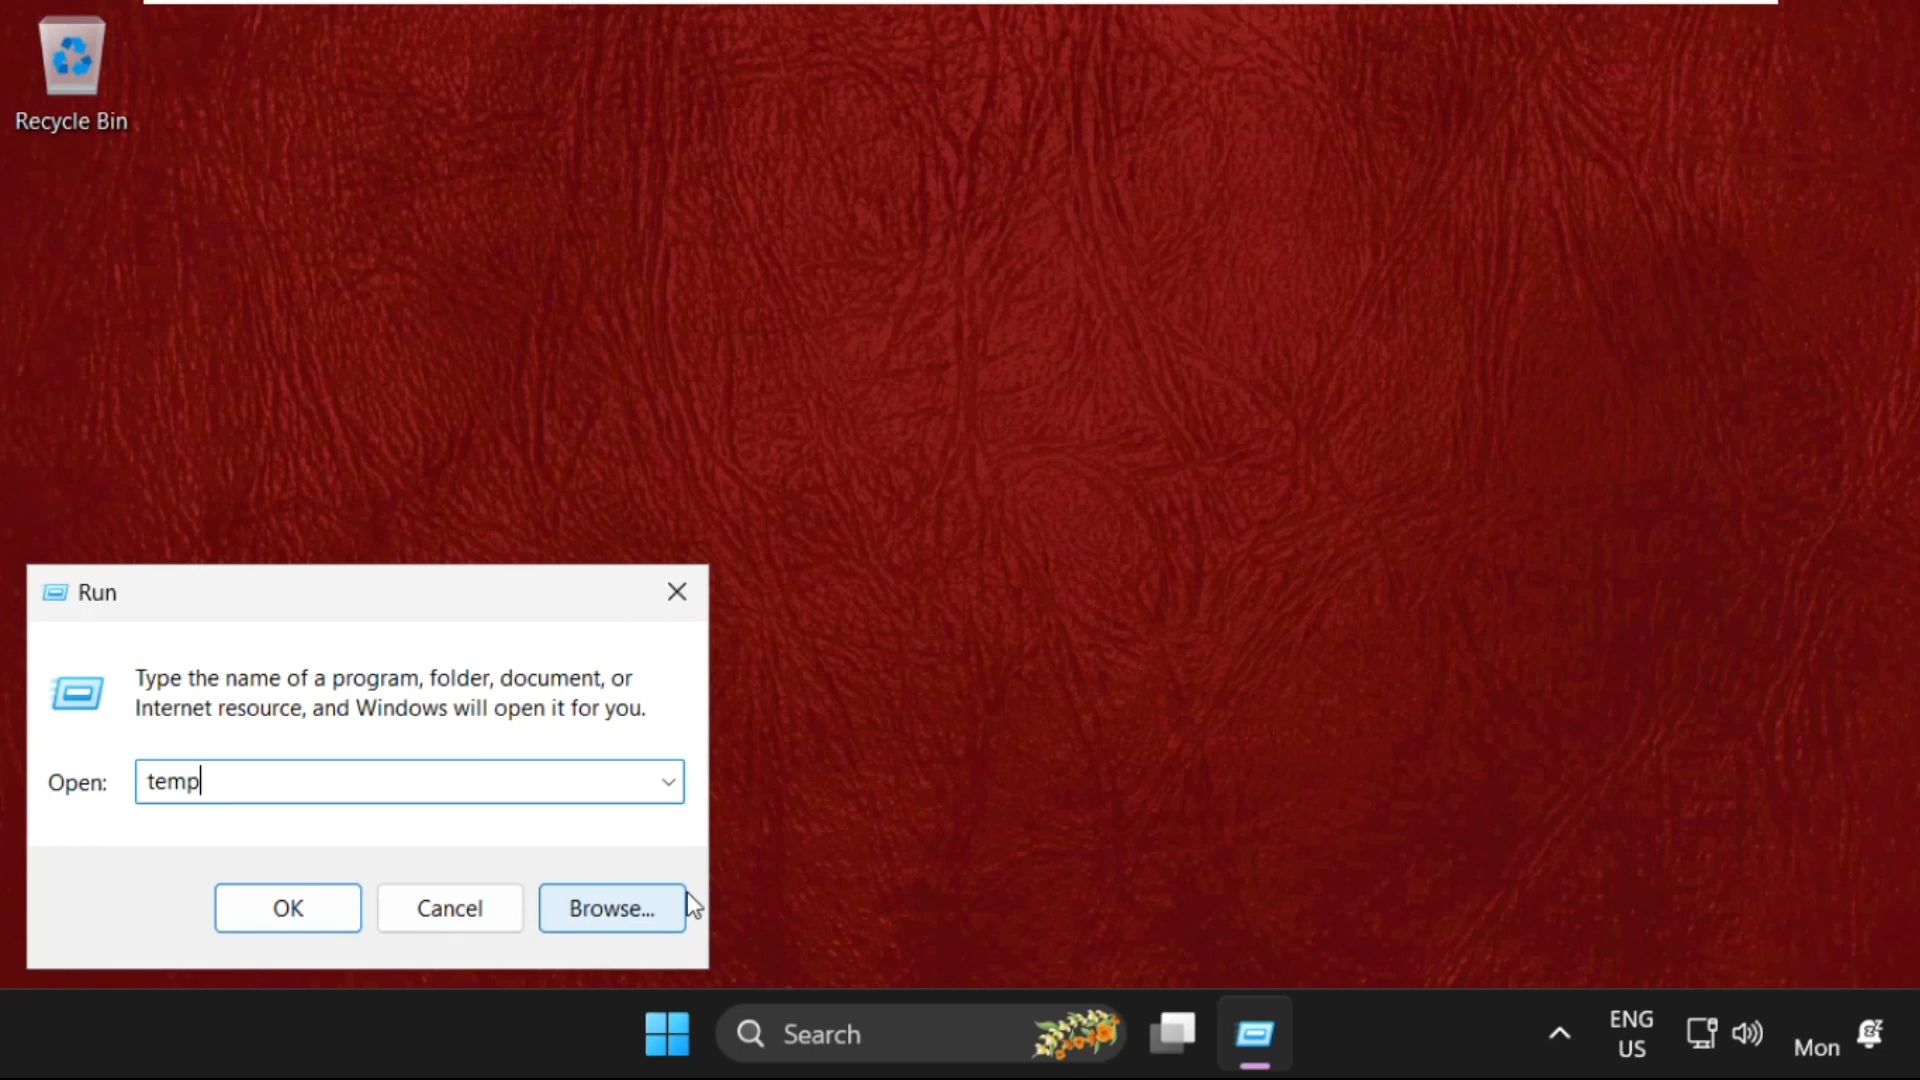 Recycle Bin
Run
Type the name of a program, folder, document, or
Internet resource, and Windows will open it for you.
Open: temp
OK Cancel Browse...
Search
ENG
US
Mon